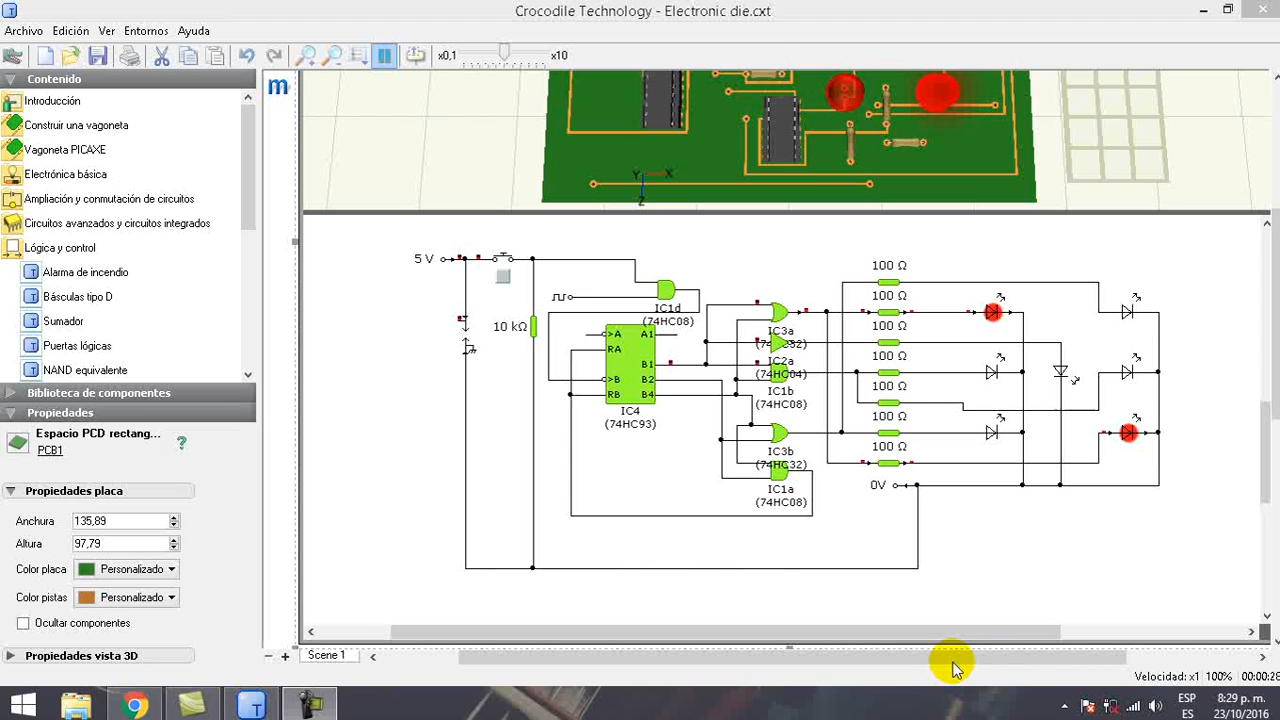 Crocodile Technology - Electronic die.cxt
Archivo Edición Ver Entornos Ayuda
x0,1 x10
Contenido
Introducción
Construir una vagoneta
Vagoneta PICAXE
Electrónica básica
Ampliación y conmutación de circuitos
Circuitos avanzados y circuitos integrados
Lógica y control
Alarma de incendio
Básculas tipo D
Sumador
Puertas lógicas
NAND equivalente
Biblioteca de componentes
Propiedades
Espacio PCD rectang...
PCB1
?
Propiedades placa
Anchura 135,89
Altura 97,79
Color placa Personalizado
Color pistas Personalizado
Ocultar componentes
Propiedades vista 3D
m
Y X
Z
5 V
10 kΩ
IC1d
(74HC08)
>A A1
RA
B1
>B B2
RB B4
IC4
(74HC93)
IC3a
(74HC32)
IC2a
(74HC04)
IC1b
(74HC08)
IC3b
(74HC32)
IC1a
(74HC08)
100 Ω
100 Ω
100 Ω
100 Ω
100 Ω
100 Ω
100 Ω
0V
Scene 1
Velocidad: x1 100% 00:00:28
ESP
ES
8:29 p. m.
23/10/2016